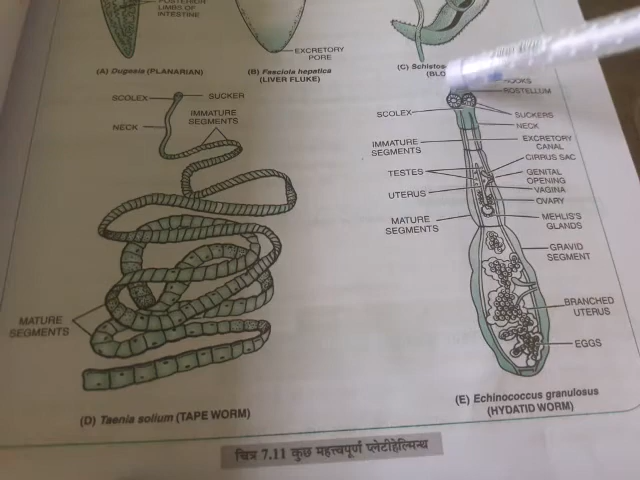 POSTERIOR
LIMBS OF
INTESTINE
EXCRETORY
PORE
(A) Dugesia (PLANARIAN)
(B) Fasciola hepatica
(LIVER FLUKE)
(C)
SCOLEX
SUCKER
NECK
IMMATURE
SEGMENTS
MATURE
SEGMENTS
(D) Taenia solium (TAPE WORM)
HOOKS
ROSTELLUM
SCOLEX
SUCKERS
NECK
IMMATURE
SEGMENTS
EXCRETORY
CANAL
CIRRUS SAC
TESTES
GENITAL
OPENING
UTERUS
VAGINA
OVARY
MATURE
SEGMENTS
MEHLIS'S
GLANDS
GRAVID
SEGMENT
BRANCHED
UTERUS
EGGS
(E) Echinococcus granulosus
(HYDATID WORM)
चित्र 7.11 कुछ महत्त्वपूर्ण प्लेटीहेल्मिन्थ